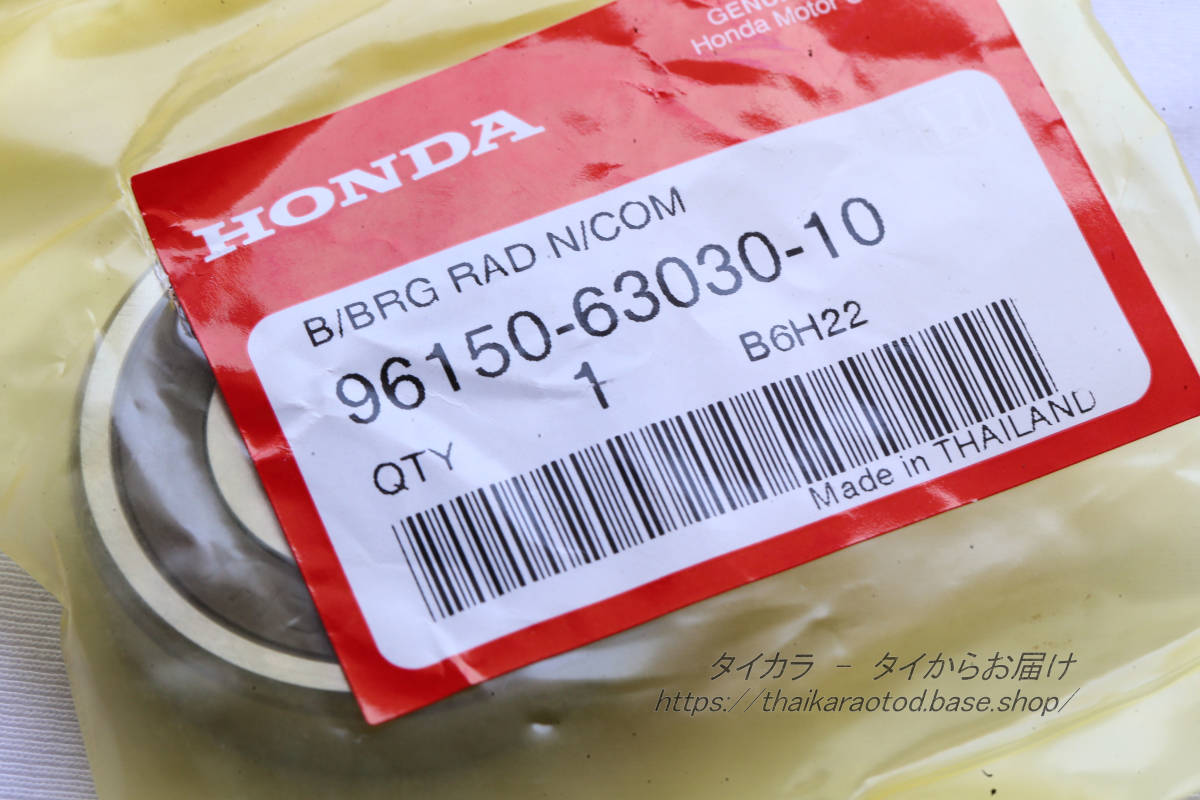 Honda Motor
HONDA
B/BRG RAD N/COM
96150-63030-10
1 B6H22
QTY
Made in THAILAND
タイカラ - タイからお届け
https://thaikaraotod.base.shop/